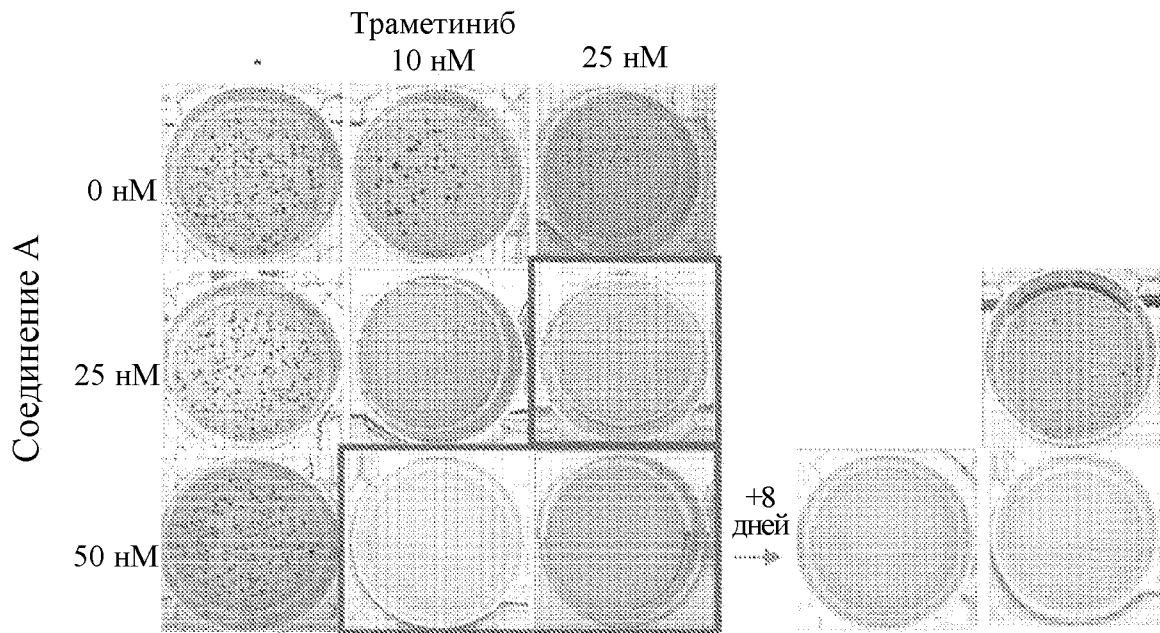 Траметиниб
- 10 нМ 25 нМ
0 нМ
Соединение А
25 нМ
50 нМ
+8
дней